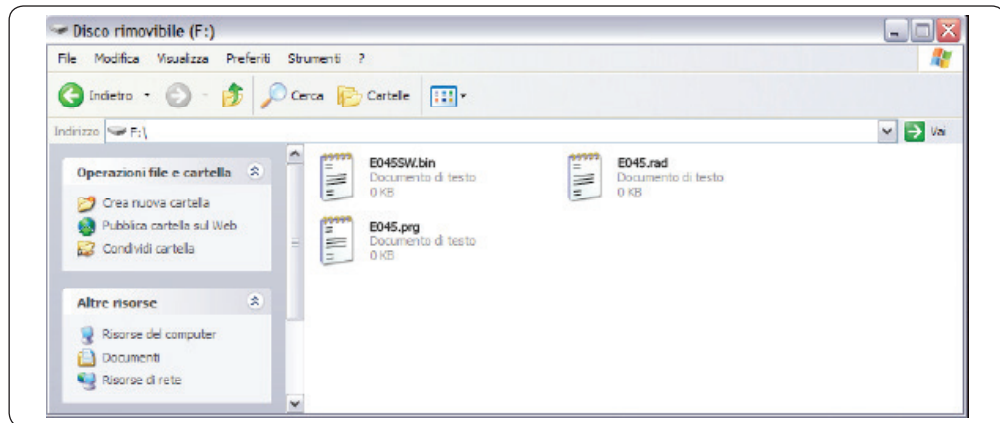 Disco rimovibile (F:)
File Modifica Visualizza Preferiti Strumenti ?
Indietro Cerca Cartelle
Indirizzo F:\ Vai
Operazioni file e cartella
Crea nuova cartella
Pubblica cartella sul Web
Condividi cartella
Altre risorse
Risorse del computer
Documenti
Risorse di rete
E045SW.bin
Documento di testo
0 KB
E045.rad
Documento di testo
0 KB
E045.prg
Documento di testo
0 KB